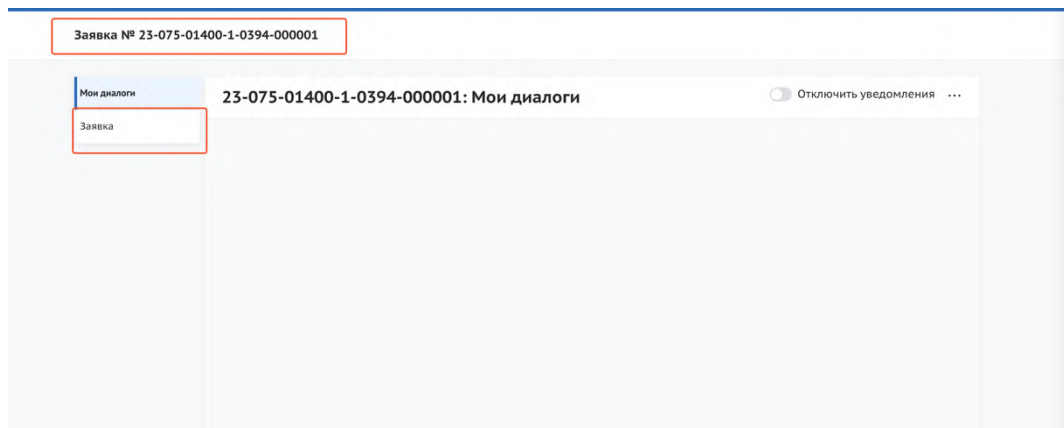 Заявка № 23-075-01400-1-0394-000001
Мои диалоги
23-075-01400-1-0394-000001: Мои диалоги
Отключить уведомления ...
Заявка